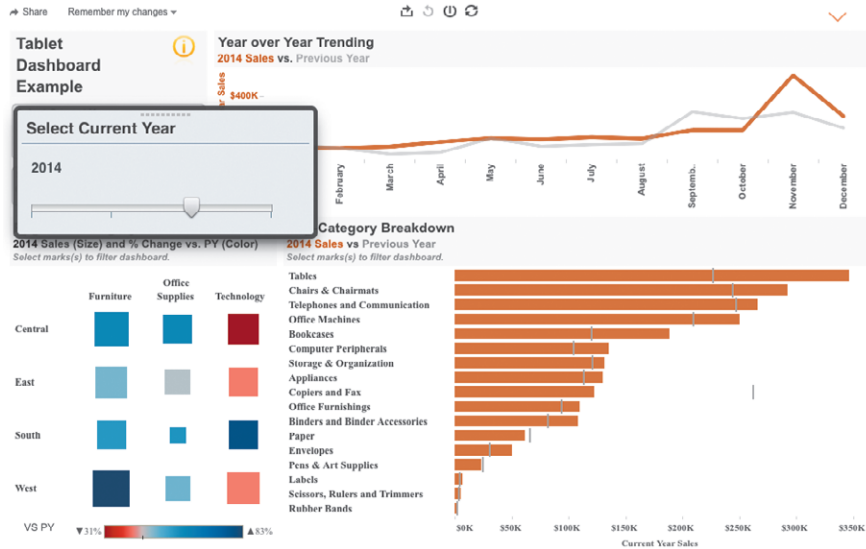 Share Remember my changes
Tablet
Dashboard
Example
Year over Year Trending
2014 Sales vs. Previous Year
$400K
Select Current Year
2014
February
March
April
May
June
July
August
Septemb..
October
November
December
Category Breakdown
2014 Sales (Size) and % Change vs. PY (Color)
2014 Sales vs Previous Year
Select marks(s) to filter dashboard.
Select marks(s) to filter dashboard.
Furniture
Office
Supplies
Technology
Central
East
South
West
VS PY
▼31%
▲83%
Tables
Chairs & Chairmats
Telephones and Communication
Office Machines
Bookcases
Computer Peripherals
Storage & Organization
Appliances
Copiers and Fax
Office Furnishings
Binders and Binder Accessories
Paper
Envelopes
Pens & Art Supplies
Labels
Scissors, Rulers and Trimmers
Rubber Bands
$0K $50K $100K $150K $200K $250K $300K $350K
Current Year Sales